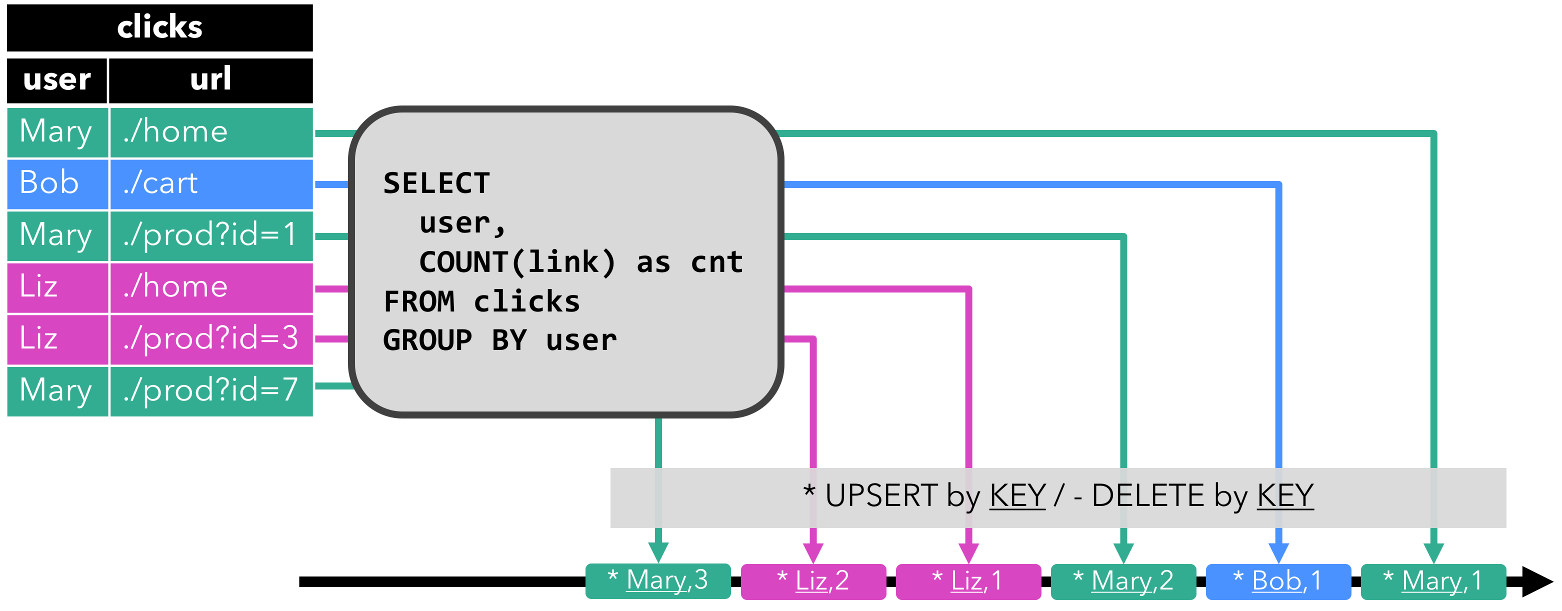 clicks
user url
Mary ./home
Bob ./cart
Mary ./prod?id=1
Liz ./home
Liz ./prod?id=3
Mary ./prod?id=7
SELECT
user,
COUNT(link) as cnt
FROM clicks
GROUP BY user
* UPSERT by KEY / - DELETE by KEY
* Mary,3 * Liz,2 * Liz,1 * Mary,2 * Bob,1 * Mary,1